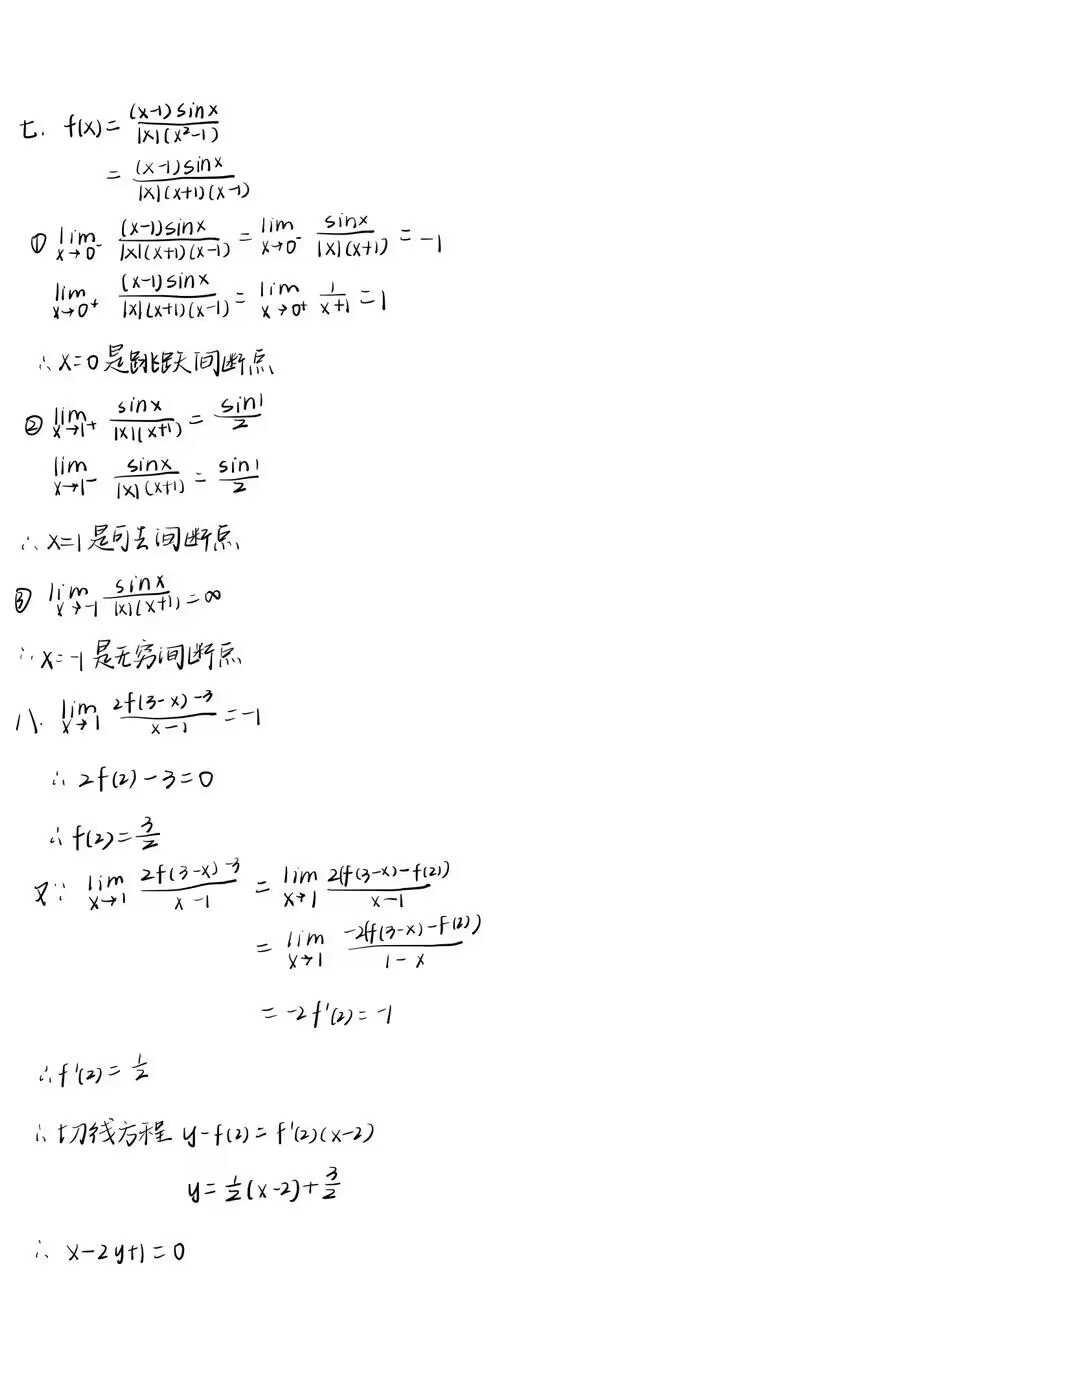 七. f(x)= (x-1)sinx / |x|(x²-1)
= (x-1)sinx / |x|(x+1)(x-1)
① lim x→0⁻ (x-1)sinx / |x|(x+1)(x-1) = lim x→0⁻ sinx / |x|(x+1) = -1
lim x→0⁺ (x-1)sinx / |x|(x+1)(x-1) = lim x→0⁺ 1 / x+1 = 1
∴ x=0是跳跃间断点
② lim x→1⁺ sinx / |x|(x+1) = sin1 / 2
lim x→1⁻ sinx / |x|(x+1) = sin1 / 2
∴ x=1是可去间断点
③ lim x→-1 sinx / |x|(x+1) = ∞
∴ x=-1是无穷间断点
八. lim x→1 2f(3-x)-3 / x-1 = -1
∴ 2f(2)-3=0
∴ f(2)= 3/2
又∵ lim x→1 2f(3-x)-3 / x-1 = lim x→1 2(f(3-x)-f(2)) / x-1
= lim x→1 -2(f(3-x)-f(2)) / 1-x
= -2f'(2) = -1
∴ f'(2)= 1/2
∴ 切线方程 y-f(2)=f'(2)(x-2)
y= 1/2 (x-2)+ 3/2
∴ x-2y+1=0